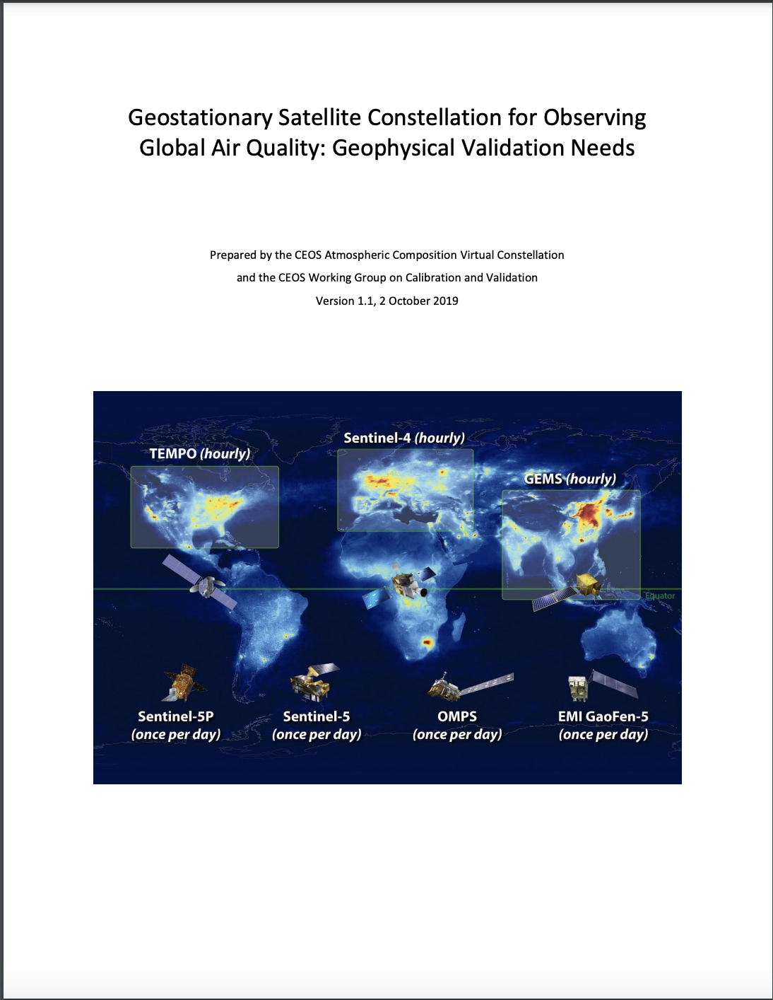 Geostationary Satellite Constellation for Observing
Global Air Quality: Geophysical Validation Needs
Prepared by the CEOS Atmospheric Composition Virtual Constellation
and the CEOS Working Group on Calibration and Validation
Version 1.1, 2 October 2019
TEMPO (hourly)
Sentinel-4 (hourly)
GEMS (hourly)
Equator
Sentinel-5P
(once per day)
Sentinel-5
(once per day)
OMPS
(once per day)
EMI GaoFen-5
(once per day)